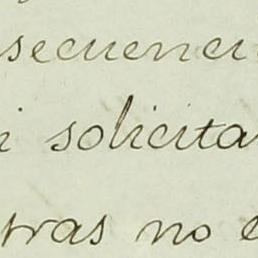 secuenci
i solicita
tras no e